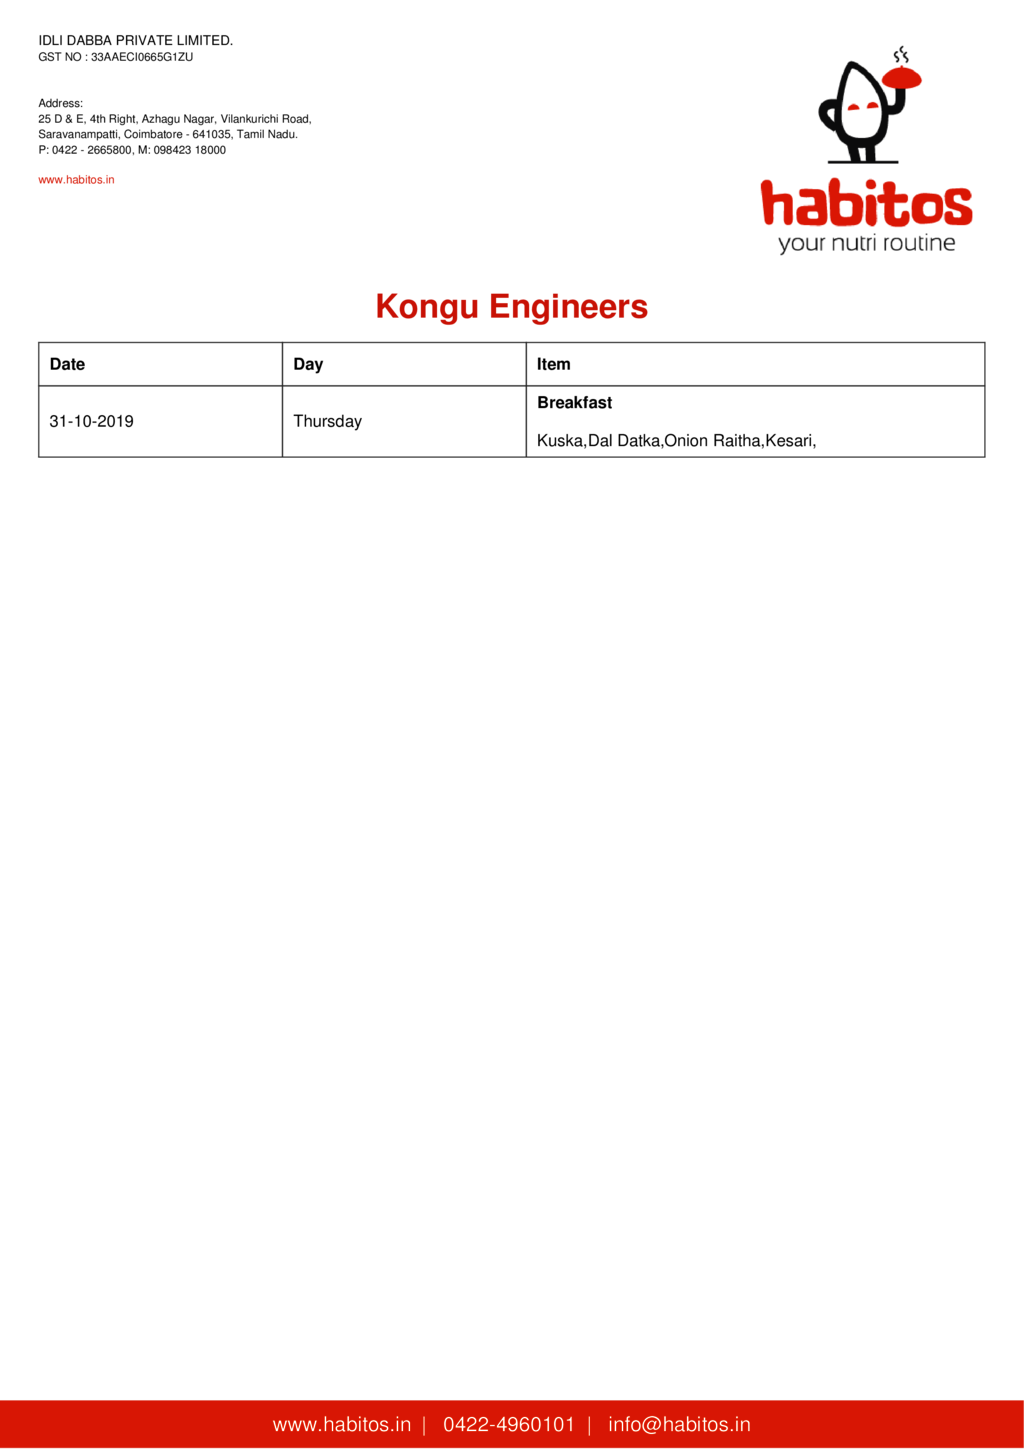 IDLI DABBA PRIVATE LIMITED.
GST NO : 33AAECI0665G1ZU
Address:
25 D & E, 4th Right, Azhagu Nagar, Vilankurichi Road,
Saravanampatti, Coimbatore - 641035, Tamil Nadu.
P: 0422 - 2665800, M: 098423 18000
www.habitos.in
habitos
your nutri routine
Kongu Engineers
Date Day Item
31-10-2019 Thursday Breakfast
Kuska,Dal Datka,Onion Raitha,Kesari,
www.habitos.in | 0422-4960101 | info@habitos.in